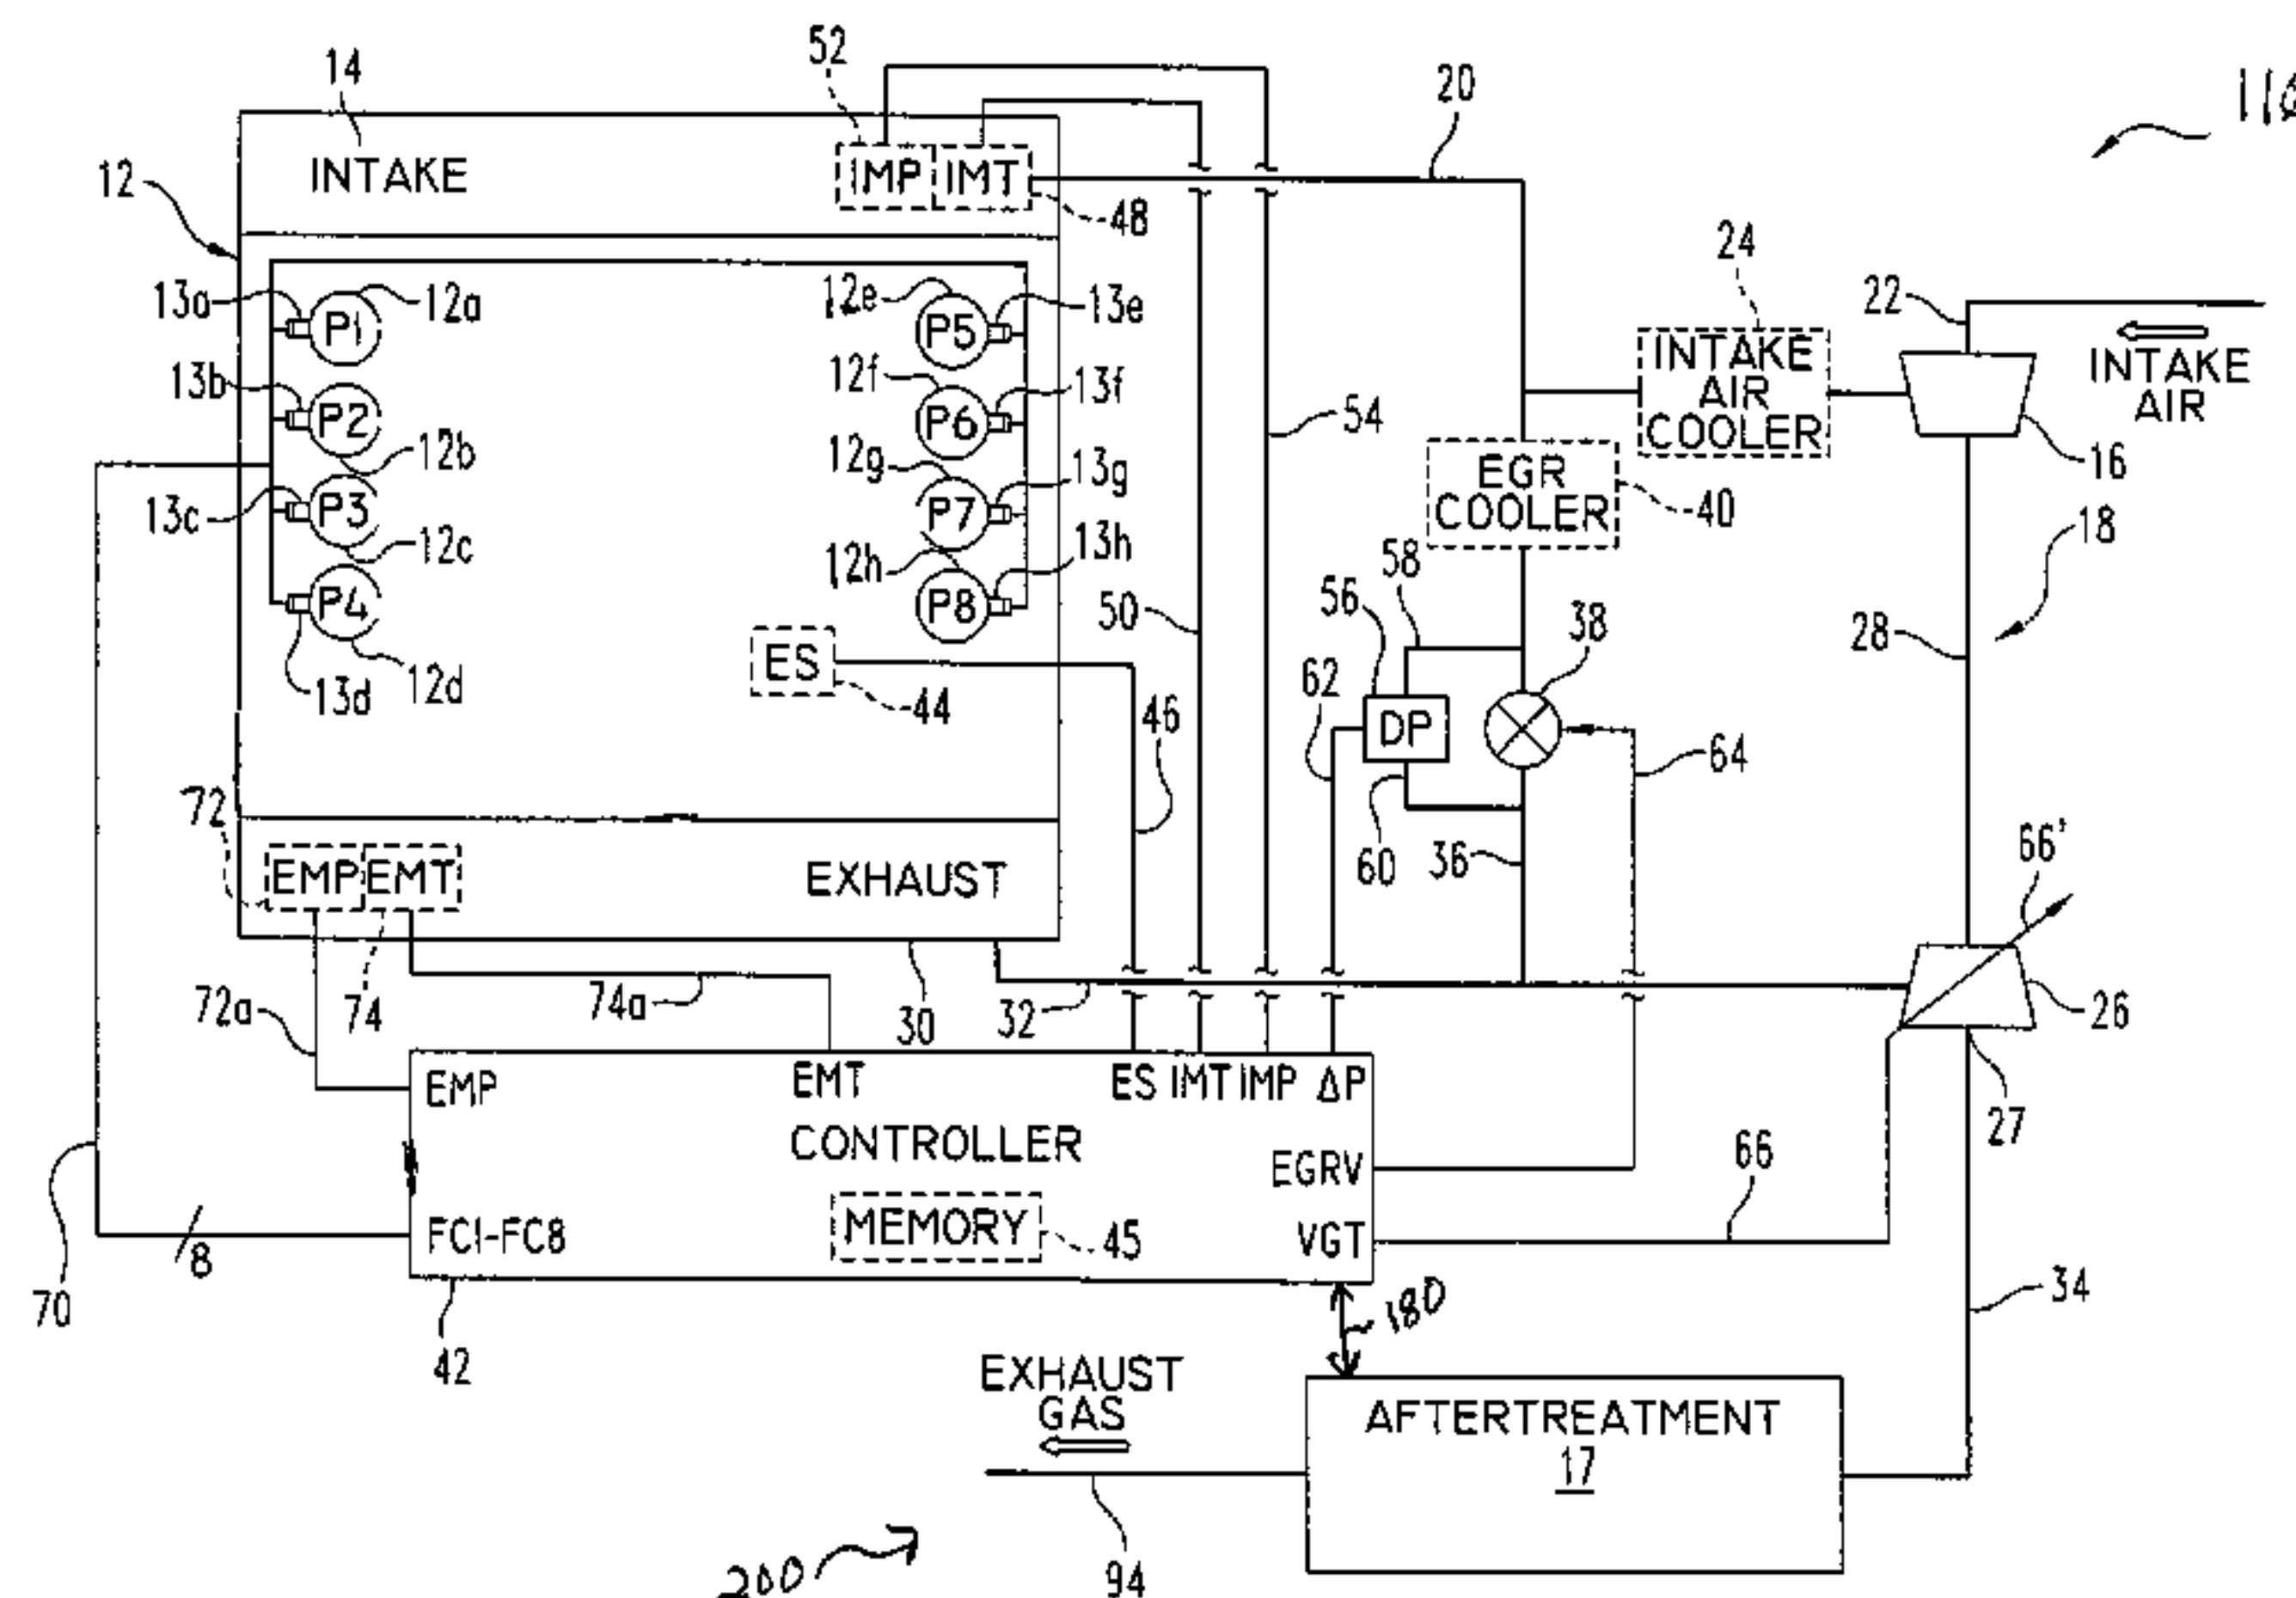 52
14
20
INTAKE
IMP IMT
12
48
24
22
13a
12a
12e
13e
P1
P5
INTAKE
AIR
COOLER
INTAKE
AIR
13b
12f
13f
P2
P6
54
12b
12g
13g
EGR
COOLER
16
40
13c
P3
P7
18
12c
12h
13h
58
P4
P8
50
56
38
28
13d
12d
ES
44
62
46
DP
64
72
60
36
66'
EMP EMT
EXHAUST
72a
74
74a
30
32
26
EMP
EMT
ES IMT IMP ΔP
27
CONTROLLER
EGRV
66
MEMORY
45
FC1-FC8
VGT
8
70
34
42
180
EXHAUST
GAS
AFTERTREATMENT
17
94
200